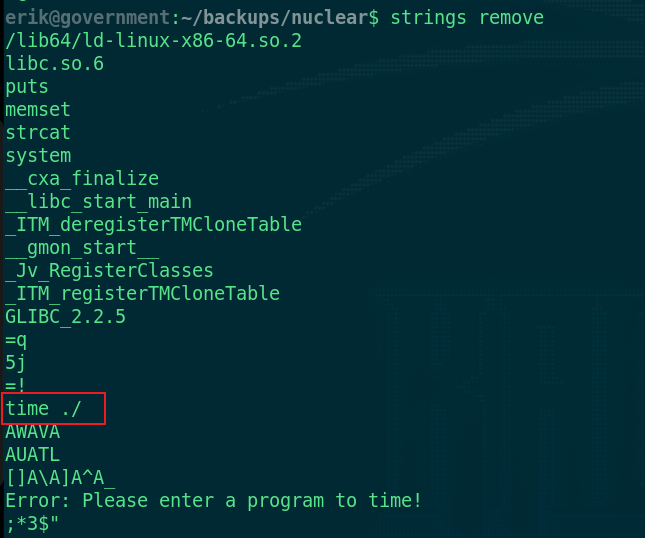 erik@government:~/backups/nuclear$ strings remove
/lib64/ld-linux-x86-64.so.2
libc.so.6
puts
memset
strcat
system
__cxa_finalize
__libc_start_main
_ITM_deregisterTMCloneTable
__gmon_start__
_Jv_RegisterClasses
_ITM_registerTMCloneTable
GLIBC_2.2.5
=q
5j
=!
time ./
AWAVA
AUATL
[]A\A]A^A_
Error: Please enter a program to time!
;*3$"